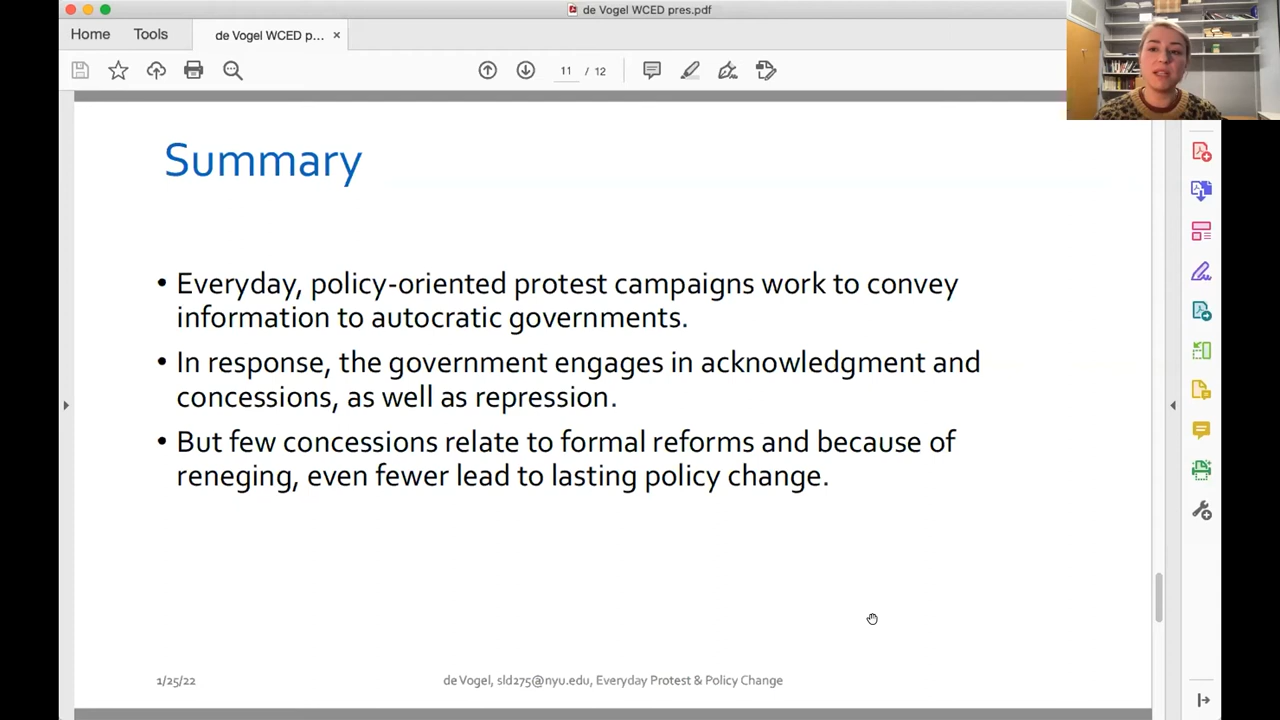 de Vogel WCED pres.pdf
Home Tools de Vogel WCED p... ×
11 / 12
Summary
• Everyday, policy-oriented protest campaigns work to convey
information to autocratic governments.
• In response, the government engages in acknowledgment and
concessions, as well as repression.
• But few concessions relate to formal reforms and because of
reneging, even fewer lead to lasting policy change.
1/25/22 de Vogel, sld275@nyu.edu, Everyday Protest & Policy Change